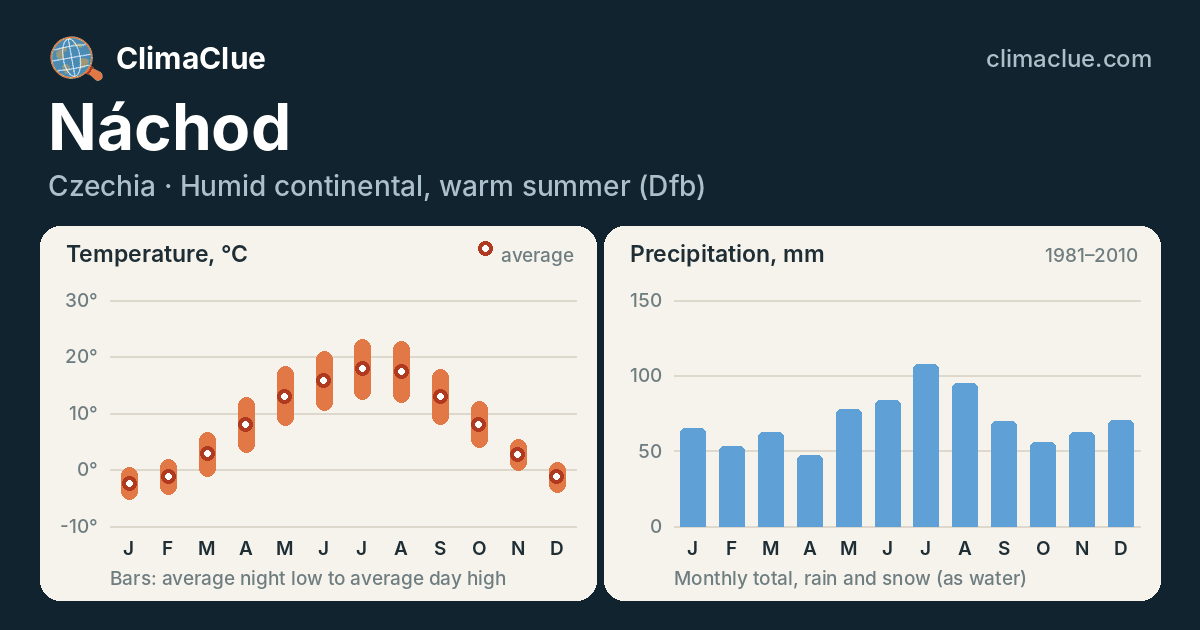 ClimaClue
climaclue.com
Náchod
Czechia · Humid continental, warm summer (Dfb)
Temperature, °C
average
30°
20°
10°
0°
-10°
J F M A M J J A S O N D
Bars: average night low to average day high
Precipitation, mm
1981–2010
150
100
50
0
J F M A M J J A S O N D
Monthly total, rain and snow (as water)